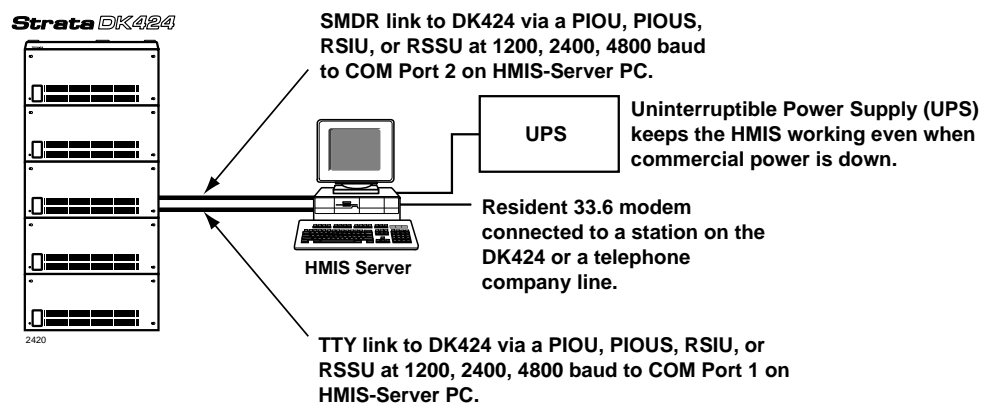 Strata DK424
SMDR link to DK424 via a PIOU, PIOUS,
RSIU, or RSSU at 1200, 2400, 4800 baud
to COM Port 2 on HMIS-Server PC.
UPS
Uninterruptible Power Supply (UPS)
keeps the HMIS working even when
commercial power is down.
Resident 33.6 modem
connected to a station on the
DK424 or a telephone
company line.
HMIS Server
2420
TTY link to DK424 via a PIOU, PIOUS, RSIU, or
RSSU at 1200, 2400, 4800 baud to COM Port 1 on
HMIS-Server PC.